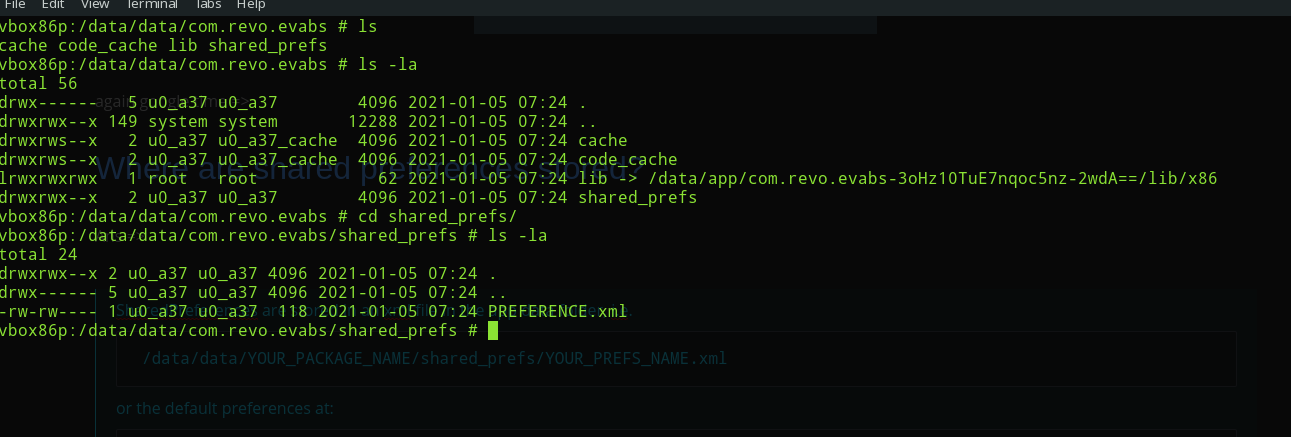 File Edit View Terminal Tabs Help
vbox86p:/data/data/com.revo.evabs # ls
cache code_cache lib shared_prefs
vbox86p:/data/data/com.revo.evabs # ls -la
total 56
drwx------   5 u0_a37 u0_a37        4096 2021-01-05 07:24 .
drwxrwx--x 149 system system       12288 2021-01-05 07:24 ..
drwxrws--x   2 u0_a37 u0_a37_cache  4096 2021-01-05 07:24 cache
drwxrws--x   2 u0_a37 u0_a37_cache  4096 2021-01-05 07:24 code_cache
Where are shared preferences stored?
lrwxrwxrwx   1 root   root            62 2021-01-05 07:24 lib -> /data/app/com.revo.evabs-3oHz1OTuE7nqoc5nz-2wdA==/lib/x86
drwxrwx--x   2 u0_a37 u0_a37        4096 2021-01-05 07:24 shared_prefs
vbox86p:/data/data/com.revo.evabs # cd shared_prefs/
vbox86p:/data/data/com.revo.evabs/shared_prefs # ls -la
total 24
drwxrwx--x 2 u0_a37 u0_a37 4096 2021-01-05 07:24 .
drwx------ 5 u0_a37 u0_a37 4096 2021-01-05 07:24 ..
-rw-rw---- 1 u0_a37 u0_a37  118 2021-01-05 07:24 PREFERENCE.xml
vbox86p:/data/data/com.revo.evabs/shared_prefs #
/data/data/YOUR_PACKAGE_NAME/shared_prefs/YOUR_PREFS_NAME.xml
or the default preferences at: